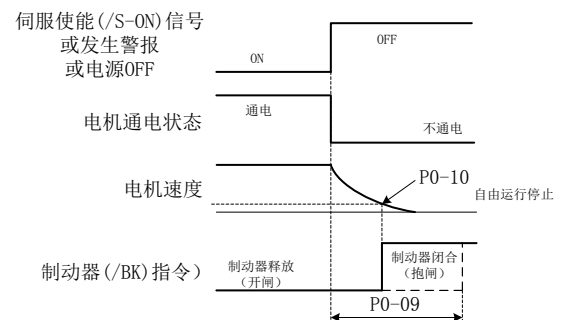 伺服使能(/S-ON)信号
或发生警报
或电源OFF
ON
OFF
电机通电状态
通电
不通电
电机速度
P0-10
自由运行停止
制动器(/BK)指令)
制动器释放
（开闸）
制动器闭合
（抱闸）
P0-09